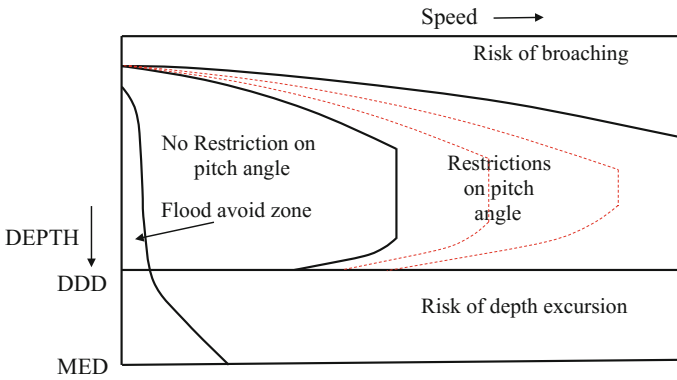 Speed
Risk of broaching
No Restriction on
pitch angle
Restrictions
on pitch
angle
Flood avoid zone
DEPTH
DDD
Risk of depth excursion
MED